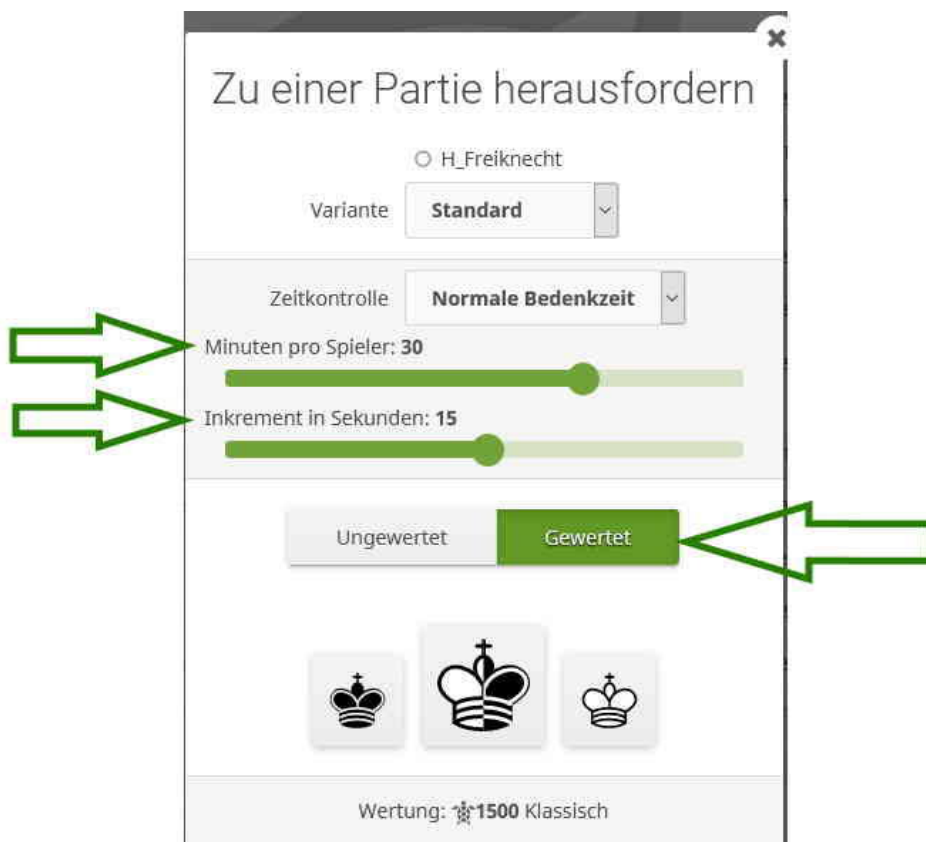 Zu einer Partie herausfordern
H_Freiknecht
Variante Standard
Zeitkontrolle Normale Bedenkzeit
Minuten pro Spieler: 30
Inkrement in Sekunden: 15
Ungewertet Gewertet
Wertung: 1500 Klassisch